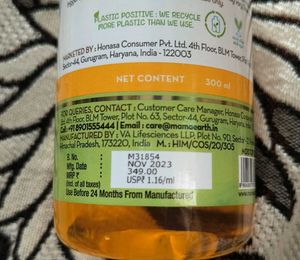 PLASTIC POSITIVE: WE RECYCLE
MORE PLASTIC THAN WE USE.
MARKETED BY: Honasa Consumer Pvt. Ltd. 4th Floor, BLM Tower,
Sector-44, Gurugram, Haryana, India - 122003
NET CONTENT 300 ml
FOR QUERIES, CONTACT: Customer Care Manager, Honasa
4th Floor, BLM Tower, Plot No. 63, Sector-44, Gurugram, Haryana
Call: +91 8901555444 | Email: care@mamaearth.in
MANUFACTURED BY: VA Lifesciences LLP, Plot No. 90,
Himachal Pradesh, 173220, India M.L.: HIM/COS/20/305
B. No. M31854
Mfg. Date NOV 2023
MRP ₹ 349.00
(incl. of all taxes) USP₹ 1.16/ml
Use Before 24 Months From Manufactured